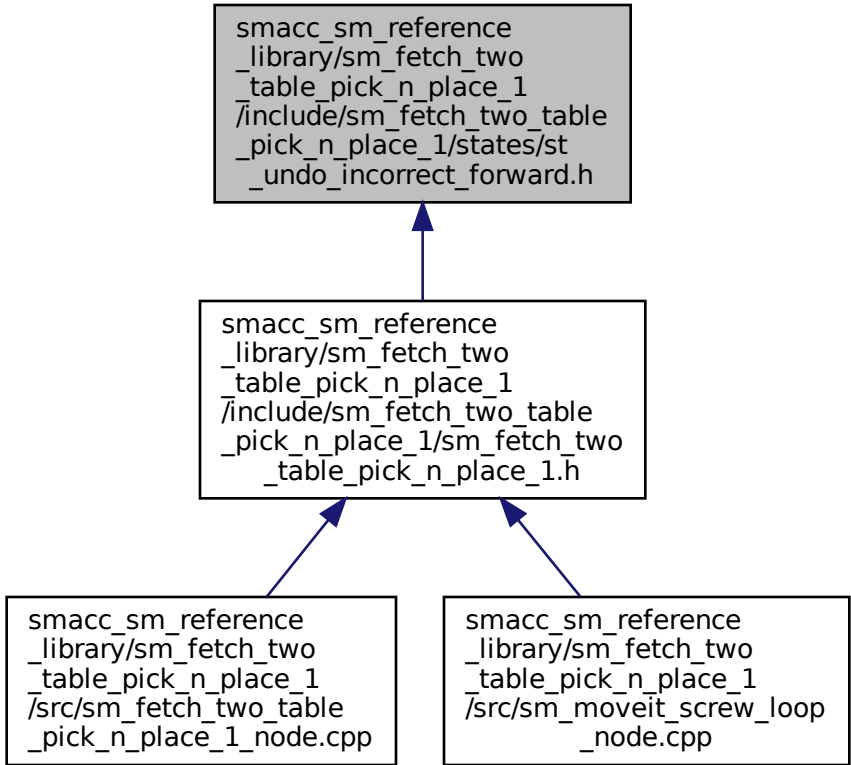 smacc_sm_reference
_library/sm_fetch_two
_table_pick_n_place_1
/include/sm_fetch_two_table
_pick_n_place_1/states/st
_undo_incorrect_forward.h
smacc_sm_reference
_library/sm_fetch_two
_table_pick_n_place_1
/include/sm_fetch_two_table
_pick_n_place_1/sm_fetch_two
_table_pick_n_place_1.h
smacc_sm_reference
_library/sm_fetch_two
_table_pick_n_place_1
/src/sm_fetch_two_table
_pick_n_place_1_node.cpp
smacc_sm_reference
_library/sm_fetch_two
_table_pick_n_place_1
/src/sm_moveit_screw_loop
_node.cpp